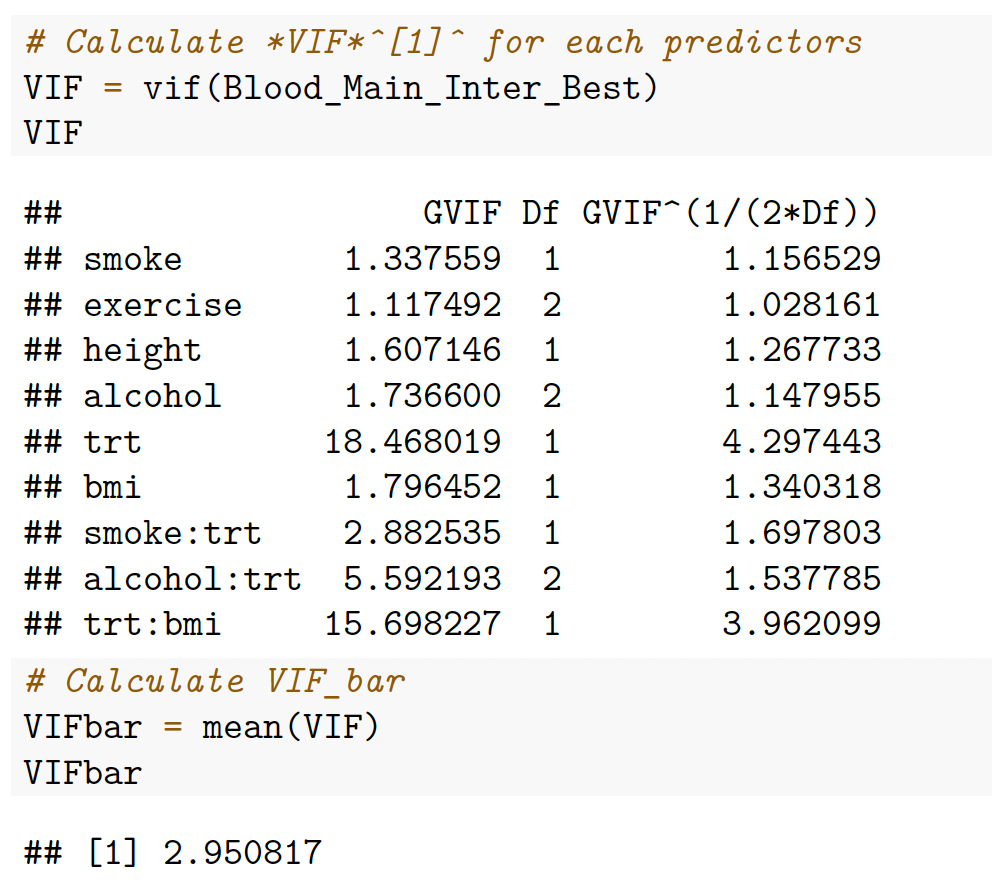 # Calculate *VIF*^[1]^ for each predictors
VIF = vif(Blood_Main_Inter_Best)
VIF
## GVIF Df GVIF^(1/(2*Df))
## smoke 1.337559 1 1.156529
## exercise 1.117492 2 1.028161
## height 1.607146 1 1.267733
## alcohol 1.736600 2 1.147955
## trt 18.468019 1 4.297443
## bmi 1.796452 1 1.340318
## smoke:trt 2.882535 1 1.697803
## alcohol:trt 5.592193 2 1.537785
## trt:bmi 15.698227 1 3.962099
# Calculate VIF_bar
VIFbar = mean(VIF)
VIFbar
## [1] 2.950817